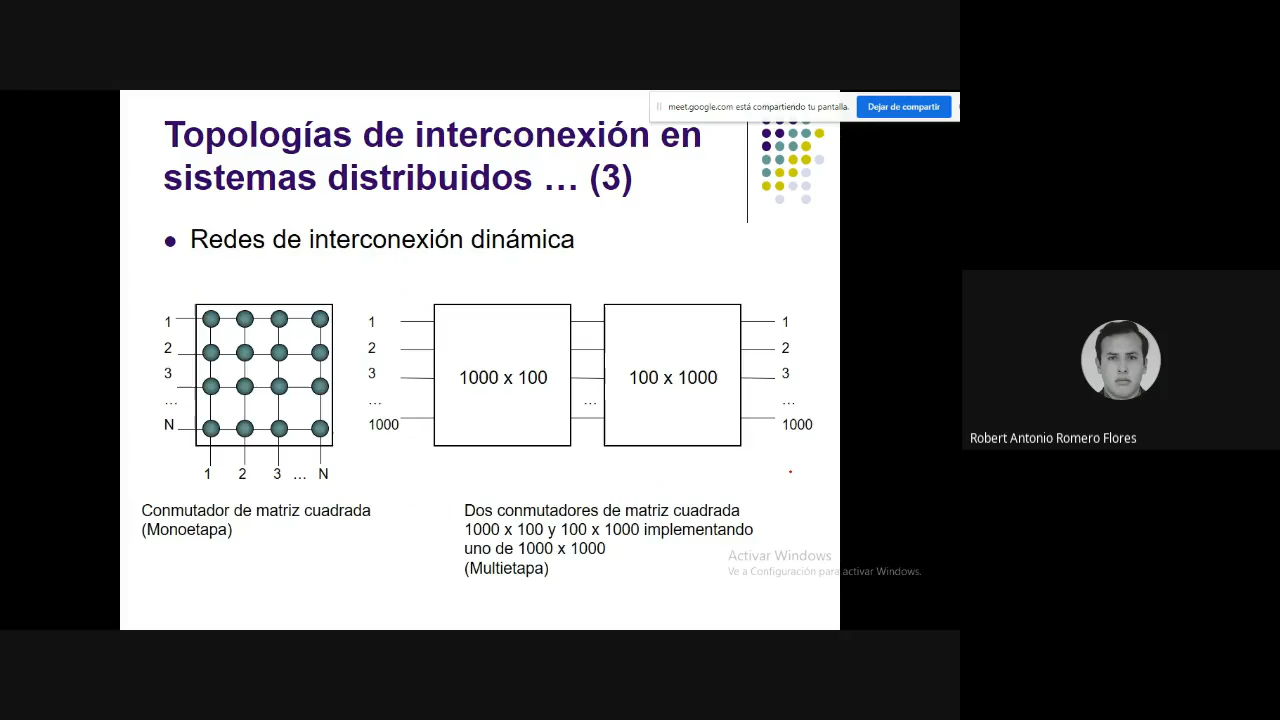 meet.google.com está compartiendo tu pantalla.
Dejar de compartir
Topologías de interconexión en
sistemas distribuidos … (3)
● Redes de interconexión dinámica
1
2
3
…
N
1 2 3 … N
1
2
3
…
1000
1000 x 100
…
100 x 1000
1
2
3
…
1000
Conmutador de matriz cuadrada
(Monoetapa)
Dos conmutadores de matriz cuadrada
1000 x 100 y 100 x 1000 implementando
uno de 1000 x 1000
(Multietapa)
Activar Windows
Ve a Configuración para activar Windows.
Robert Antonio Romero Flores